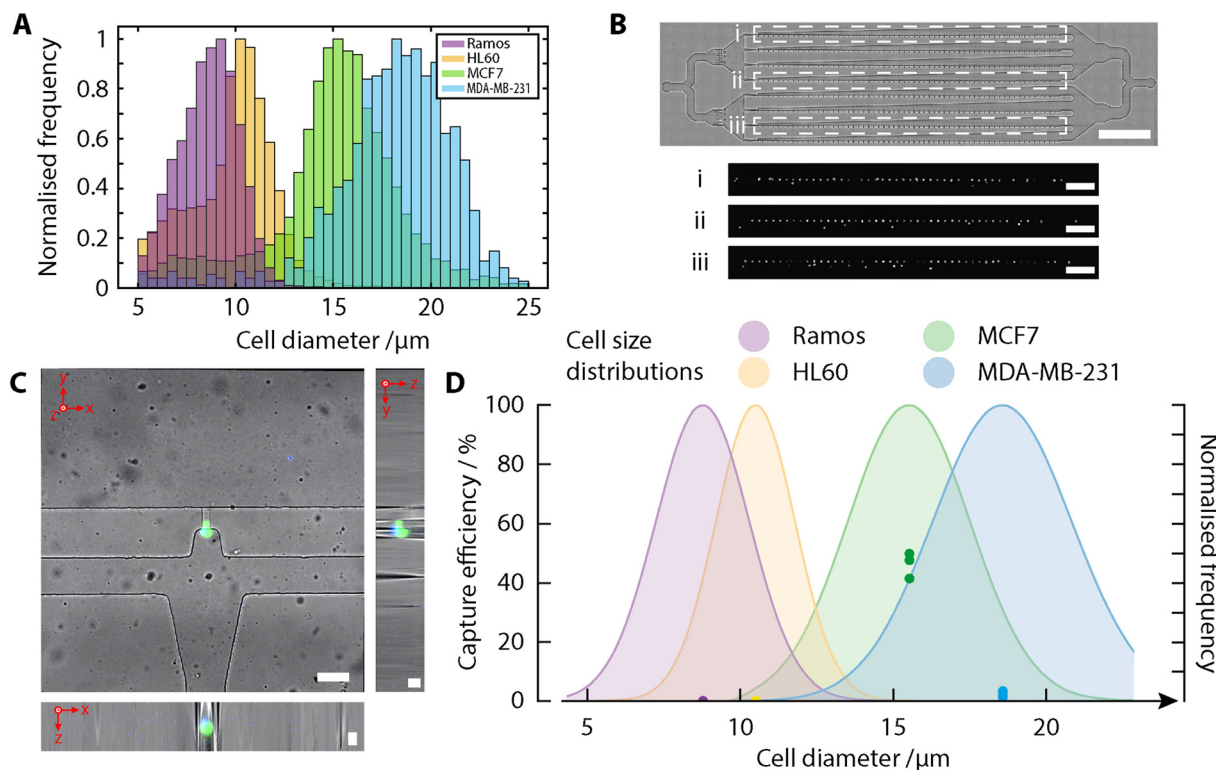 A
Normalised frequency
1
0.8
0.6
0.4
0.2
0
5
10
15
20
25
Cell diameter /μm
Ramos
HL60
MCF7
MDA-MB-231
B
i
ii
iii
i
ii
iii
C
y
z
x
z
y
x
z
D
Cell size
distributions
Ramos
HL60
MCF7
MDA-MB-231
Capture efficiency / %
100
80
60
40
20
0
5
10
15
20
Cell diameter /μm
Normalised frequency